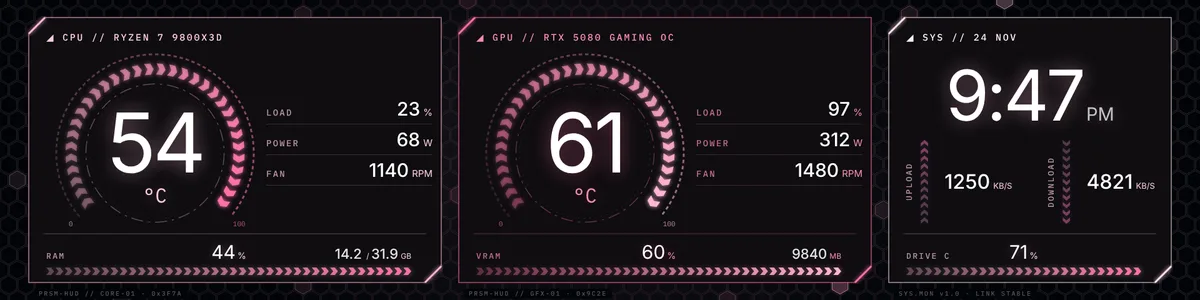 CPU // RYZEN 7 9800X3D
54
°C
0 100
LOAD 23 %
POWER 68 W
FAN 1140 RPM
RAM 44 % 14.2 / 31.9 GB
PRSM-HUD // CORE-01 · 0x3F7A
GPU // RTX 5080 GAMING OC
61
°C
0 100
LOAD 97 %
POWER 312 W
FAN 1480 RPM
VRAM 60 % 9840 MB
PRSM-HUD // GFX-01 · 0x9C2E
SYS // 24 NOV
9:47 PM
UPLOAD 1250 KB/S
DOWNLOAD 4821 KB/S
DRIVE C 71 %
SYS.MON v1.0 · LINK STABLE